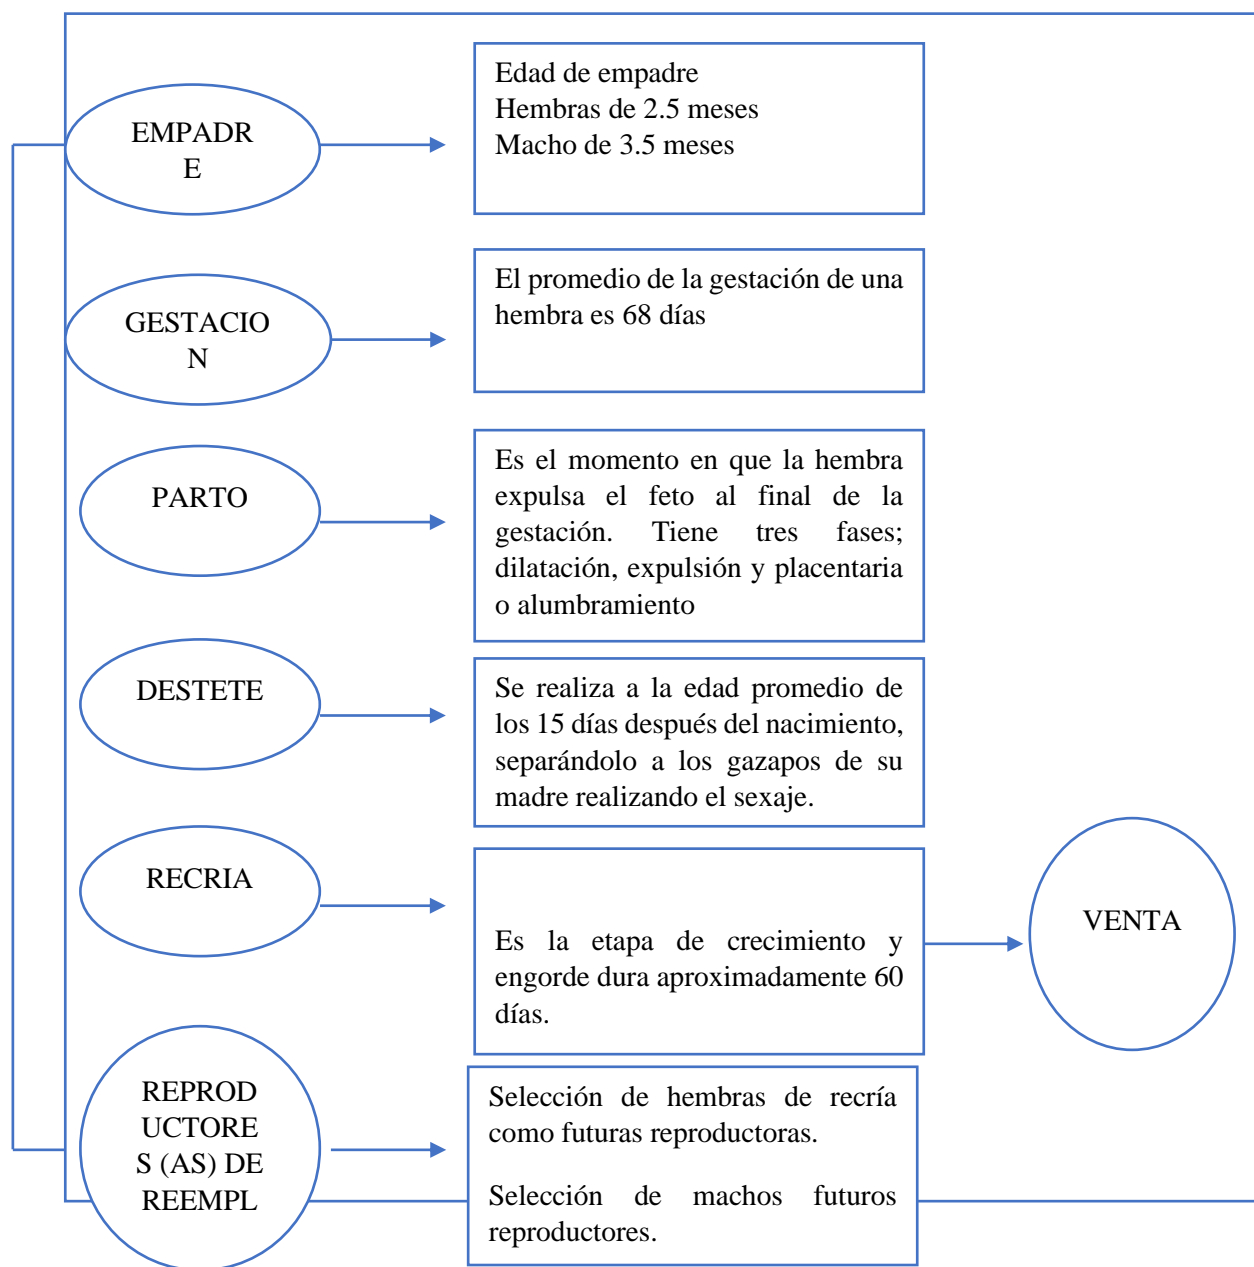 EMPADR
E
Edad de empadre
Hembras de 2.5 meses
Macho de 3.5 meses
GESTACIO
N
El promedio de la gestación de una
hembra es 68 días
PARTO
Es el momento en que la hembra
expulsa el feto al final de la
gestación. Tiene tres fases;
dilatación, expulsión y placentaria
o alumbramiento
DESTETE
Se realiza a la edad promedio de
los 15 días después del nacimiento,
separándolo a los gazapos de su
madre realizando el sexaje.
RECRIA
Es la etapa de crecimiento y
engorde dura aproximadamente 60
días.
VENTA
REPROD
UCTORE
S (AS) DE
REEMPL
Selección de hembras de recría
como futuras reproductoras.
Selección de machos futuros
reproductores.